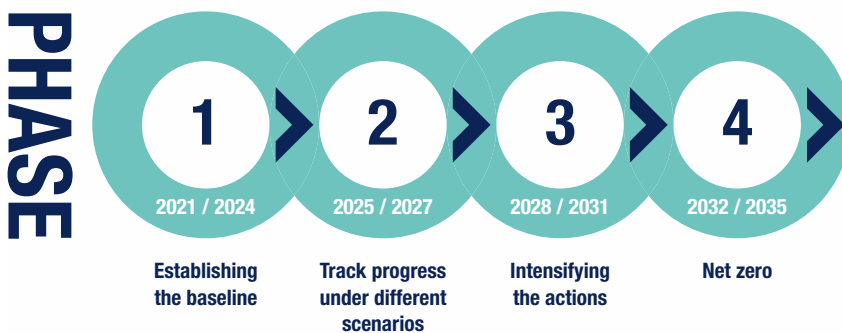 PHASE
1
2021 / 2024
Establishing
the baseline
2
2025 / 2027
Track progress
under different
scenarios
3
2028 / 2031
Intensifying
the actions
4
2032 / 2035
Net zero